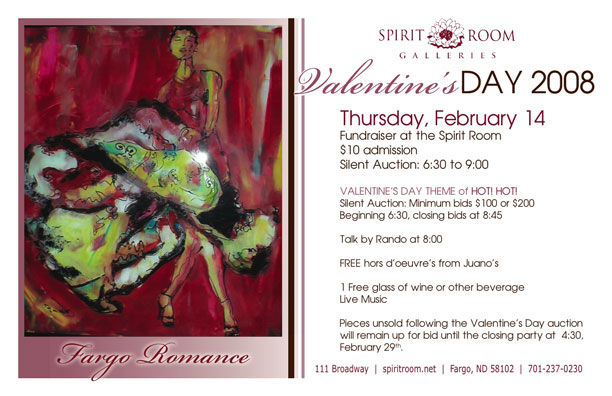 SPIRIT ROOM
GALLERIES
Valentine's DAY 2008
Thursday, February 14
Fundraiser at the Spirit Room
$10 admission
Silent Auction: 6:30 to 9:00
VALENTINE'S DAY THEME of HOT! HOT!
Silent Auction: Minimum bids $100 or $200
Beginning 6:30, closing bids at 8:45
Talk by Rando at 8:00
FREE hors d'oeuvre's from Juano's
1 Free glass of wine or other beverage
Live Music
Pieces unsold following the Valentine's Day auction
will remain up for bid until the closing party at 4:30,
February 29th.
Fargo Romance
111 Broadway | spiritroom.net | Fargo, ND 58102 | 701-237-0230